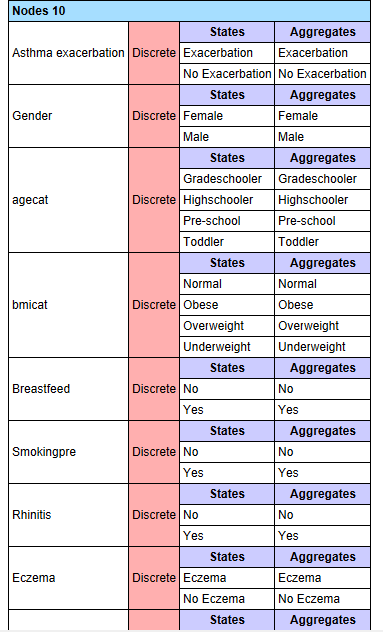 Nodes 10
States Aggregates
Asthma exacerbation Discrete Exacerbation Exacerbation
No Exacerbation No Exacerbation
States Aggregates
Gender Discrete Female Female
Male Male
States Aggregates
Gradeschooler Gradeschooler
agecat Discrete Highschooler Highschooler
Pre-school Pre-school
Toddler Toddler
States Aggregates
Normal Normal
bmicat Discrete Obese Obese
Overweight Overweight
Underweight Underweight
States Aggregates
Breastfeed Discrete No No
Yes Yes
States Aggregates
Smokingpre Discrete No No
Yes Yes
States Aggregates
Rhinitis Discrete No No
Yes Yes
States Aggregates
Eczema Discrete Eczema Eczema
No Eczema No Eczema
States Aggregates